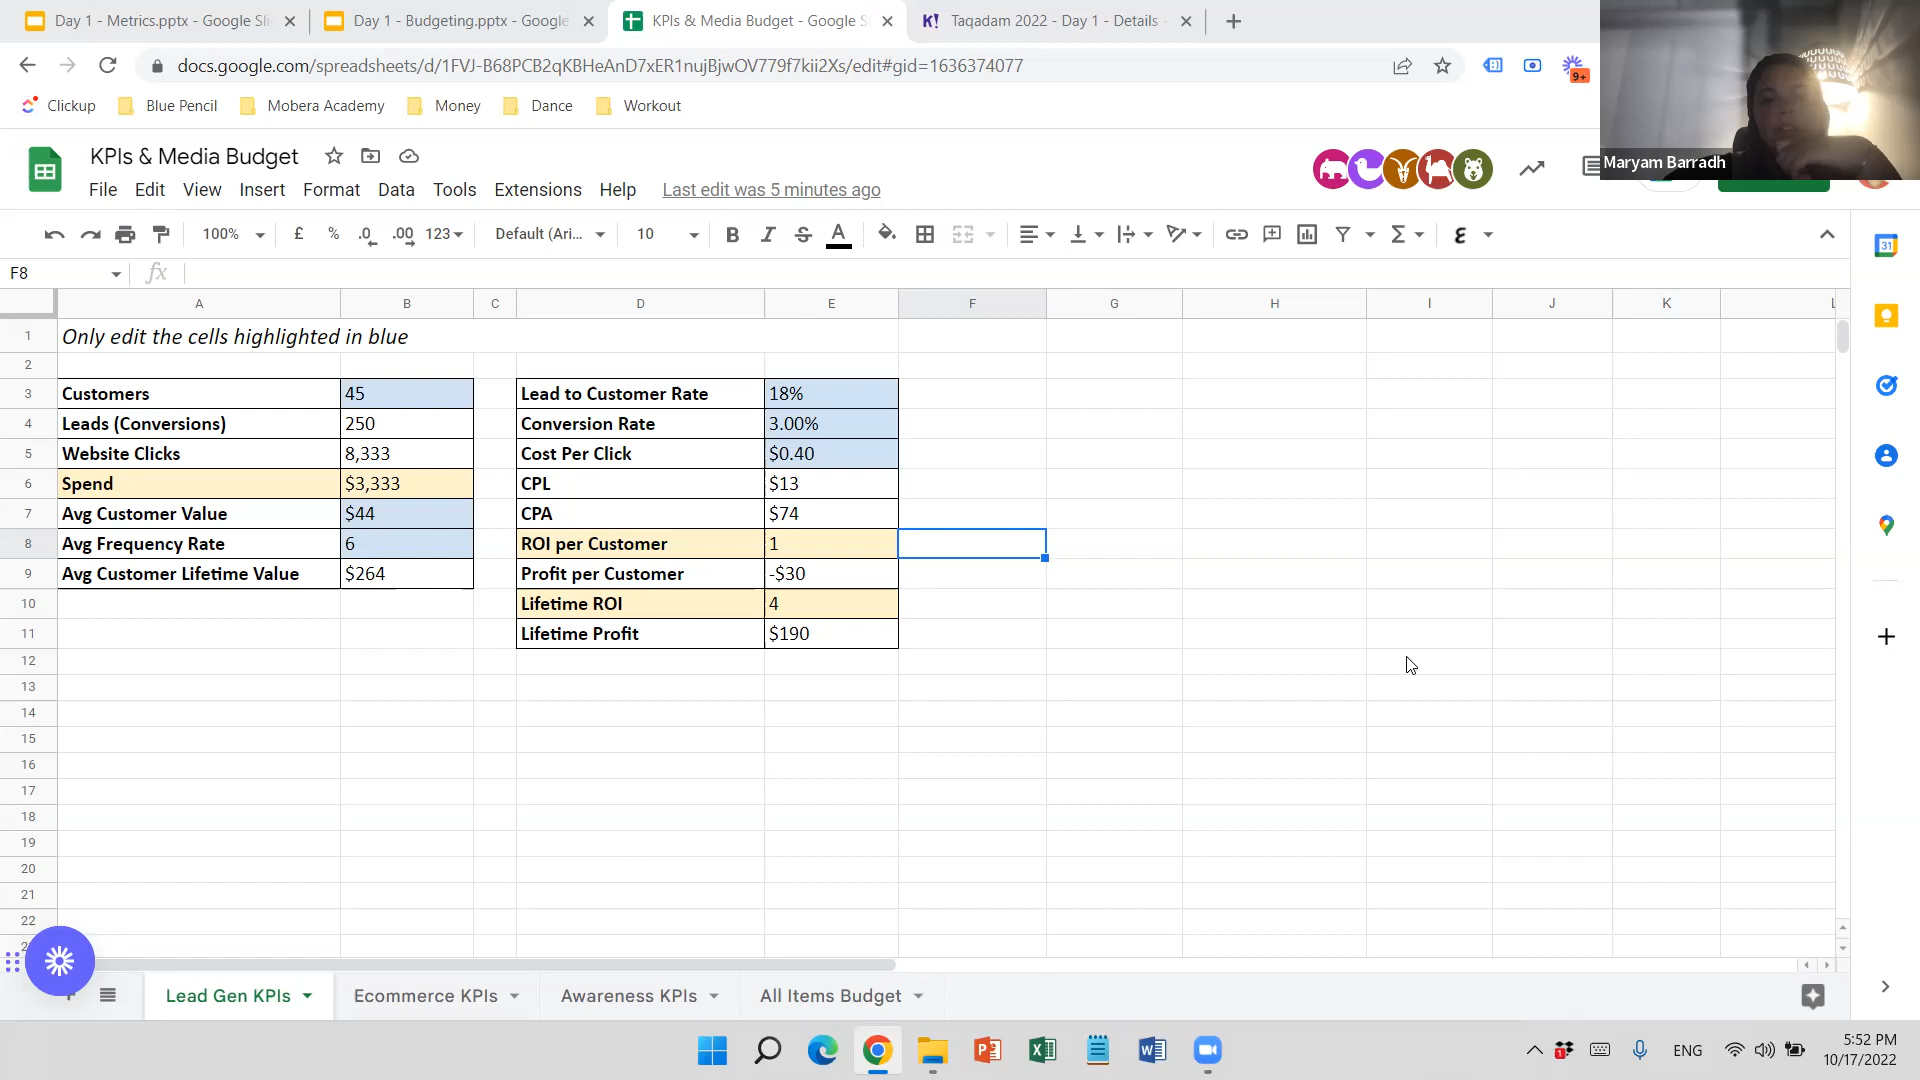 Day 1 - Metrics.pptx - Google Sli
Day 1 - Budgeting.pptx - Google
KPIs & Media Budget - Google S
K! Taqadam 2022 - Day 1 - Details -
docs.google.com/spreadsheets/d/1FVJ-B68PCB2qKBHeAnD7xER1nujBjwOV779f7kii2Xs/edit#gid=1636374077
9+
Clickup Blue Pencil Mobera Academy Money Dance Workout
Maryam Barradh
KPIs & Media Budget
File Edit View Insert Format Data Tools Extensions Help Last edit was 5 minutes ago
100% £ % .0 .00 123 Default (Ari... 10 B I S A Σ ε
31
F8 fx
A B C D E F G H I J K L
1 Only edit the cells highlighted in blue
2
3 Customers 45 Lead to Customer Rate 18%
4 Leads (Conversions) 250 Conversion Rate 3.00%
5 Website Clicks 8,333 Cost Per Click $0.40
6 Spend $3,333 CPL $13
7 Avg Customer Value $44 CPA $74
8 Avg Frequency Rate 6 ROI per Customer 1
9 Avg Customer Lifetime Value $264 Profit per Customer -$30
10 Lifetime ROI 4
11 Lifetime Profit $190
12
13
14
15
16
17
18
19
20
21
22
Lead Gen KPIs Ecommerce KPIs Awareness KPIs All Items Budget
1 ENG 5:52 PM
10/17/2022